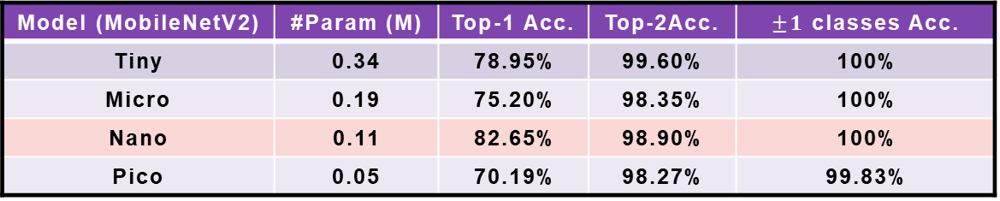 Model (MobileNetV2) #Param (M) Top-1 Acc. Top-2Acc. ±1 classes Acc.
Tiny 0.34 78.95% 99.60% 100%
Micro 0.19 75.20% 98.35% 100%
Nano 0.11 82.65% 98.90% 100%
Pico 0.05 70.19% 98.27% 99.83%